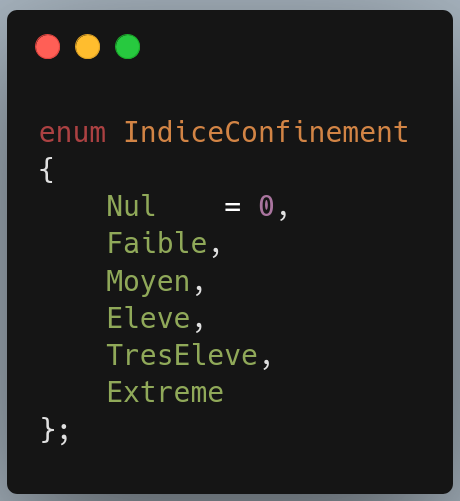 enum IndiceConfinement
{
    Nul    = 0,
    Faible,
    Moyen,
    Eleve,
    TresEleve,
    Extreme
};